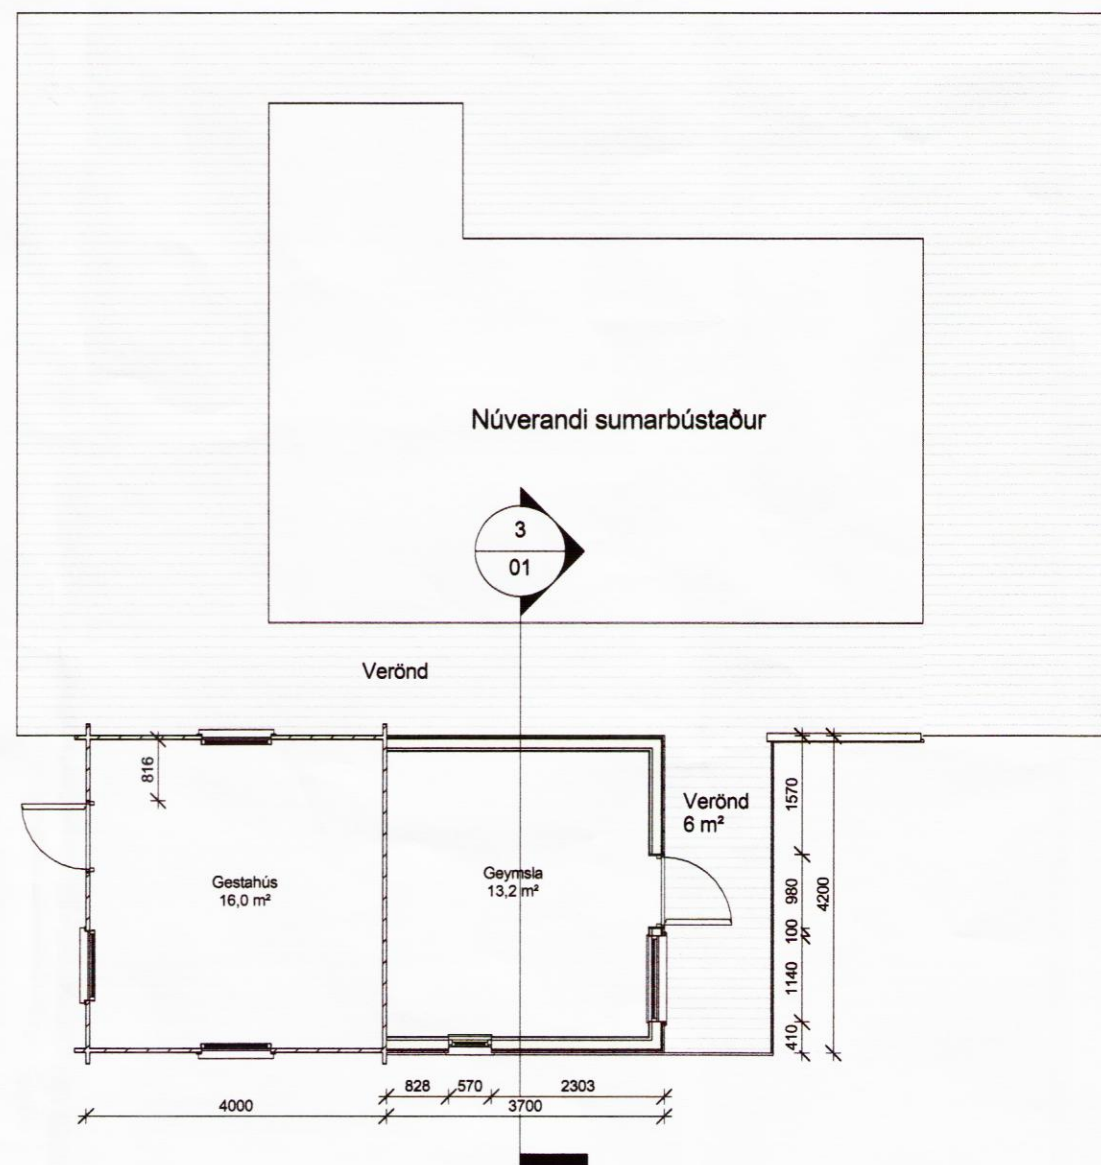 Núverandi sumarbústaður
3
01
Verönd
816
Verönd
6 m²
1570
Gestahús
16,0 m²
Geymsla
13,2 m²
980
4200
100
1140
410
828
570
2303
4000
3700